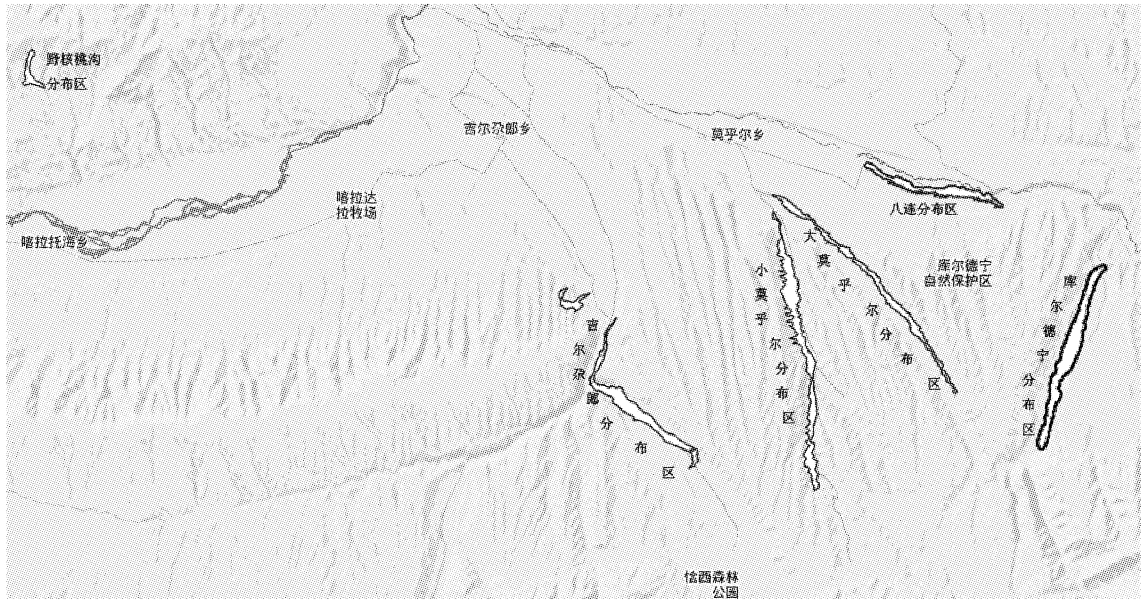 野核桃沟
分布区
吉尔尕郎乡
莫乎尔乡
喀拉达
拉牧场
八连分布区
喀拉托海乡
大莫乎尔分布区
库尔德宁
自然保护区
小莫乎尔分布区
库尔德宁分布区
吉尔尕郎分布区
恰西森林
公园